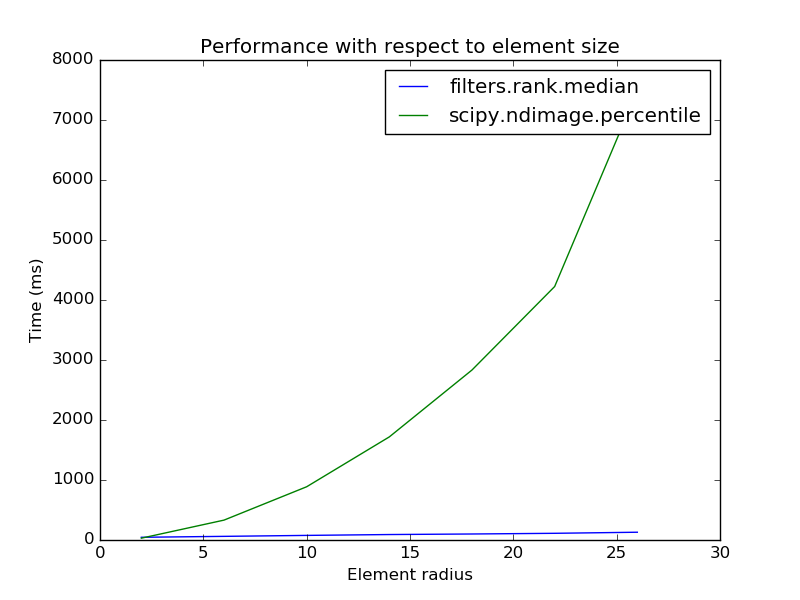 Performance with respect to element size
8000
7000
6000
5000
4000
3000
2000
1000
0
Time (ms)
filters.rank.median
scipy.ndimage.percentile
0 5 10 15 20 25 30
Element radius